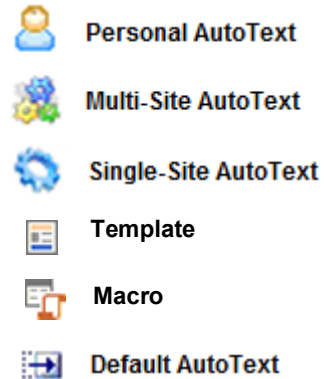 Personal AutoText
Multi-Site AutoText
Single-Site AutoText
Template
Macro
Default AutoText